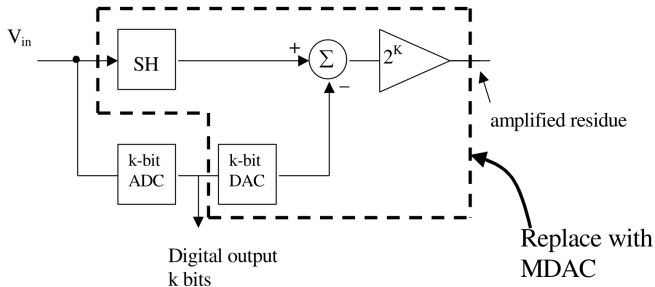 V_in
SH
+
Σ
−
2^K
amplified residue
k-bit
ADC
k-bit
DAC
Digital output
k bits
Replace with
MDAC